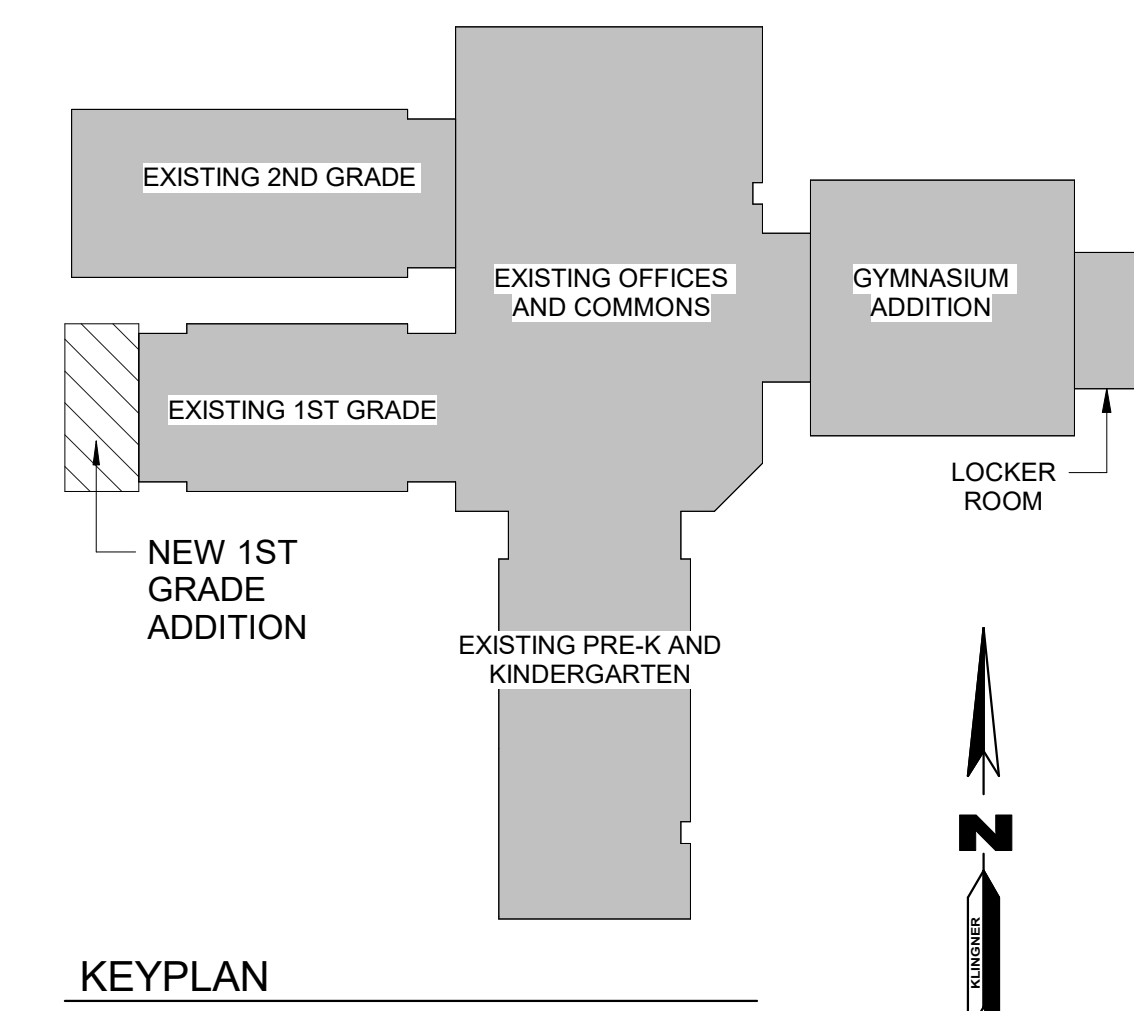 EXISTING 2ND GRADE
EXISTING OFFICES
AND COMMONS
GYMNASIUM
ADDITION
EXISTING 1ST GRADE
LOCKER
ROOM
NEW 1ST
GRADE
ADDITION
EXISTING PRE-K AND
KINDERGARTEN
N
KLINGNER
KEYPLAN